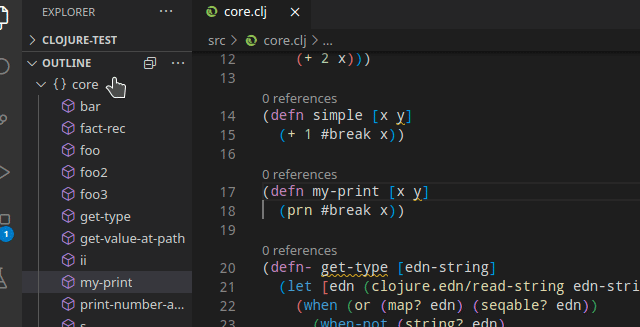 EXPLORER
CLOJURE-TEST
OUTLINE
{} core
bar
fact-rec
foo
foo2
foo3
get-type
get-value-at-path
ii
my-print
print-number-a...
1
core.clj
src > core.clj > ...
12 (+ 2 x)))
13
0 references
14 (defn simple [x y]
15 (+ 1 #break x))
16
0 references
17 (defn my-print [x y]
18 (prn #break x))
19
0 references
20 (defn- get-type [edn-string]
21 (let [edn (clojure.edn/read-string edn-stri
22 (when (or (map? edn) (seqable? edn))
23 (when-not (string? edn)